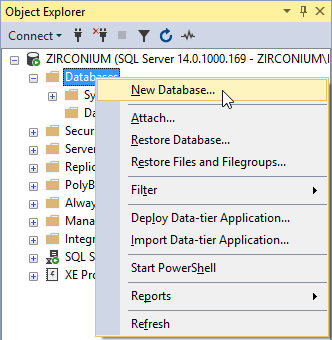 Object Explorer
Connect
ZIRCONIUM (SQL Server 14.0.1000.169 - ZIRCONIUM\
Databases
New Database...
Attach...
Restore Database...
Restore Files and Filegroups...
Filter
Deploy Data-tier Application...
Import Data-tier Application...
Start PowerShell
Reports
Refresh
Sy
Da
Secu
Server
Replic
PolyB
Alway
Mana
Integr
SQL S
XE Pro